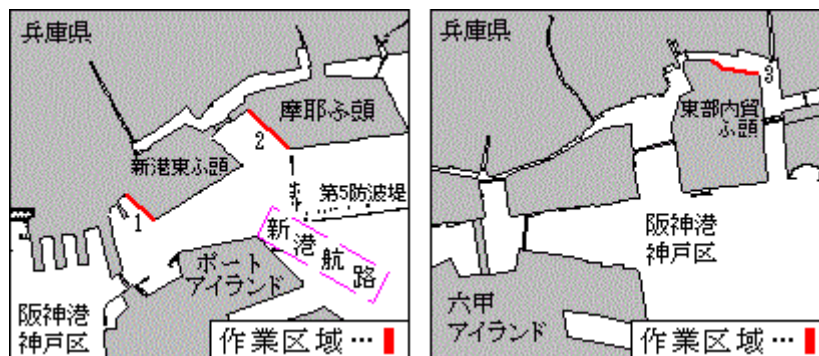 兵庫県
摩耶ふ頭
2
新港東ふ頭
1
第5防波堤
新港航路
ポート
アイランド
阪神港
神戸区
作業区域…
兵庫県
3
東部内貿
ふ頭
阪神港
神戸区
六甲
アイランド
作業区域…